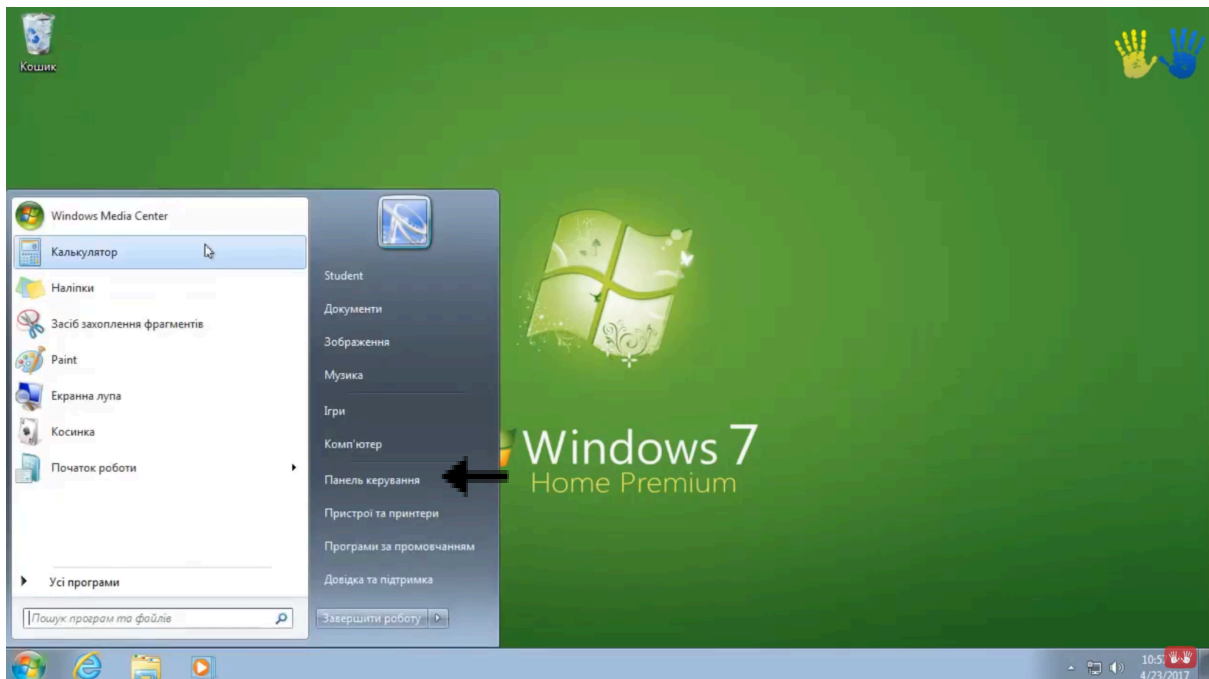 Кошик
Windows Media Center
Калькулятор
Наліпки
Засіб захоплення фрагментів
Paint
Екранна лупа
Косинка
Початок роботи
Усі програми
Пошук програм та файлів
Student
Документи
Зображення
Музика
Ігри
Комп'ютер
Панель керування
Пристрої та принтери
Програми за промовчанням
Довідка та підтримка
Завершити роботу
Windows 7
Home Premium
4/23/2017